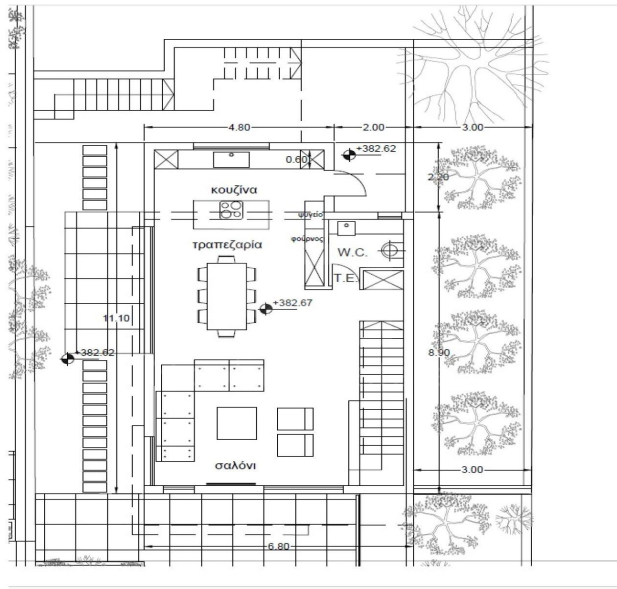 4.80
2.00
3.00
0.60
+382.62
2.20
κουζίνα
ψυγείο
τραπεζαρία
φούρνος
W.C.
T.E.
+382.67
11.10
+382.62
8.90
σαλόνι
3.00
6.80